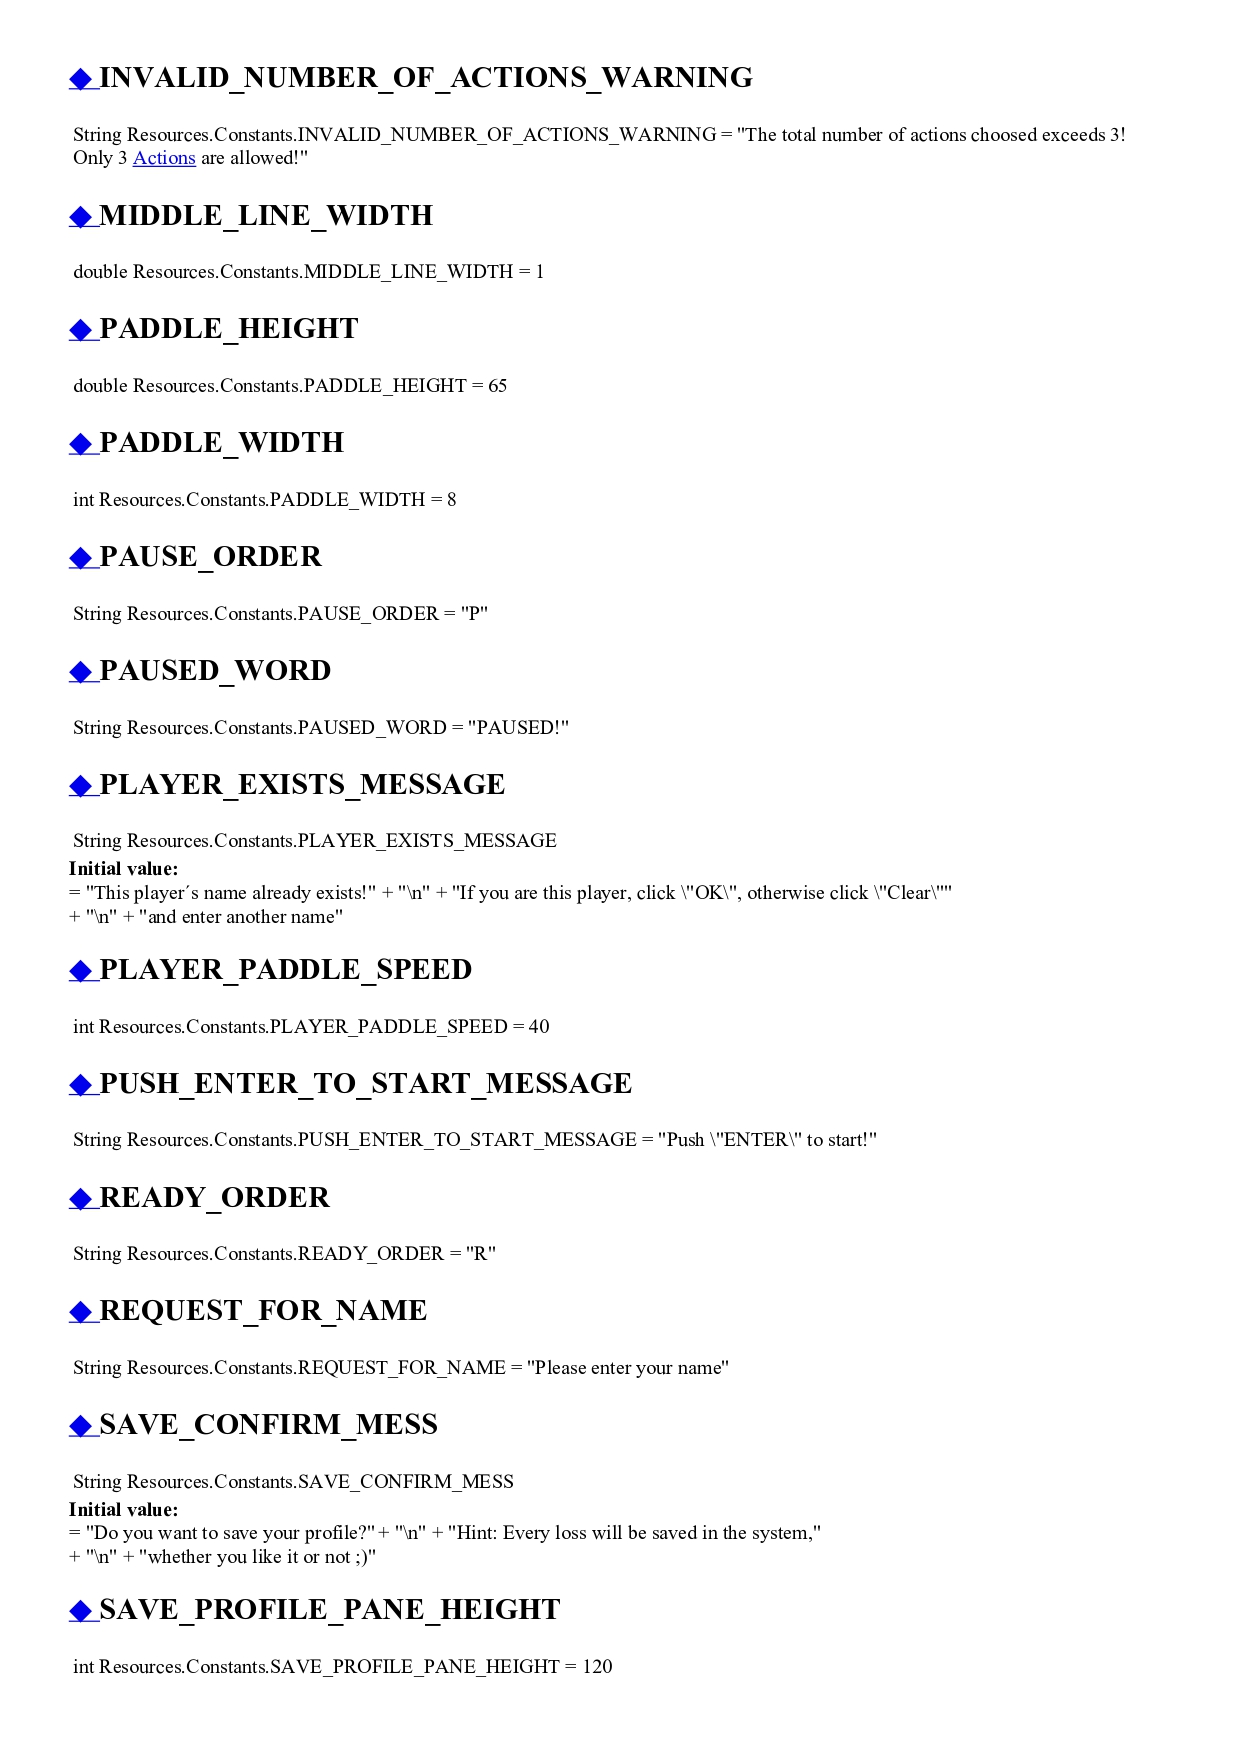 ◆ INVALID_NUMBER_OF_ACTIONS_WARNING
String Resources.Constants.INVALID_NUMBER_OF_ACTIONS_WARNING = "The total number of actions choosed exceeds 3!
Only 3 Actions are allowed!"
◆ MIDDLE_LINE_WIDTH
double Resources.Constants.MIDDLE_LINE_WIDTH = 1
◆ PADDLE_HEIGHT
double Resources.Constants.PADDLE_HEIGHT = 65
◆ PADDLE_WIDTH
int Resources.Constants.PADDLE_WIDTH = 8
◆ PAUSE_ORDER
String Resources.Constants.PAUSE_ORDER = "P"
◆ PAUSED_WORD
String Resources.Constants.PAUSED_WORD = "PAUSED!"
◆ PLAYER_EXISTS_MESSAGE
String Resources.Constants.PLAYER_EXISTS_MESSAGE
Initial value:
= "This player´s name already exists!" + "\n" + "If you are this player, click \"OK\", otherwise click \"Clear\""
+ "\n" + "and enter another name"
◆ PLAYER_PADDLE_SPEED
int Resources.Constants.PLAYER_PADDLE_SPEED = 40
◆ PUSH_ENTER_TO_START_MESSAGE
String Resources.Constants.PUSH_ENTER_TO_START_MESSAGE = "Push \"ENTER\" to start!"
◆ READY_ORDER
String Resources.Constants.READY_ORDER = "R"
◆ REQUEST_FOR_NAME
String Resources.Constants.REQUEST_FOR_NAME = "Please enter your name"
◆ SAVE_CONFIRM_MESS
String Resources.Constants.SAVE_CONFIRM_MESS
Initial value:
= "Do you want to save your profile?" + "\n" + "Hint: Every loss will be saved in the system,"
+ "\n" + "whether you like it or not ;)"
◆ SAVE_PROFILE_PANE_HEIGHT
int Resources.Constants.SAVE_PROFILE_PANE_HEIGHT = 120